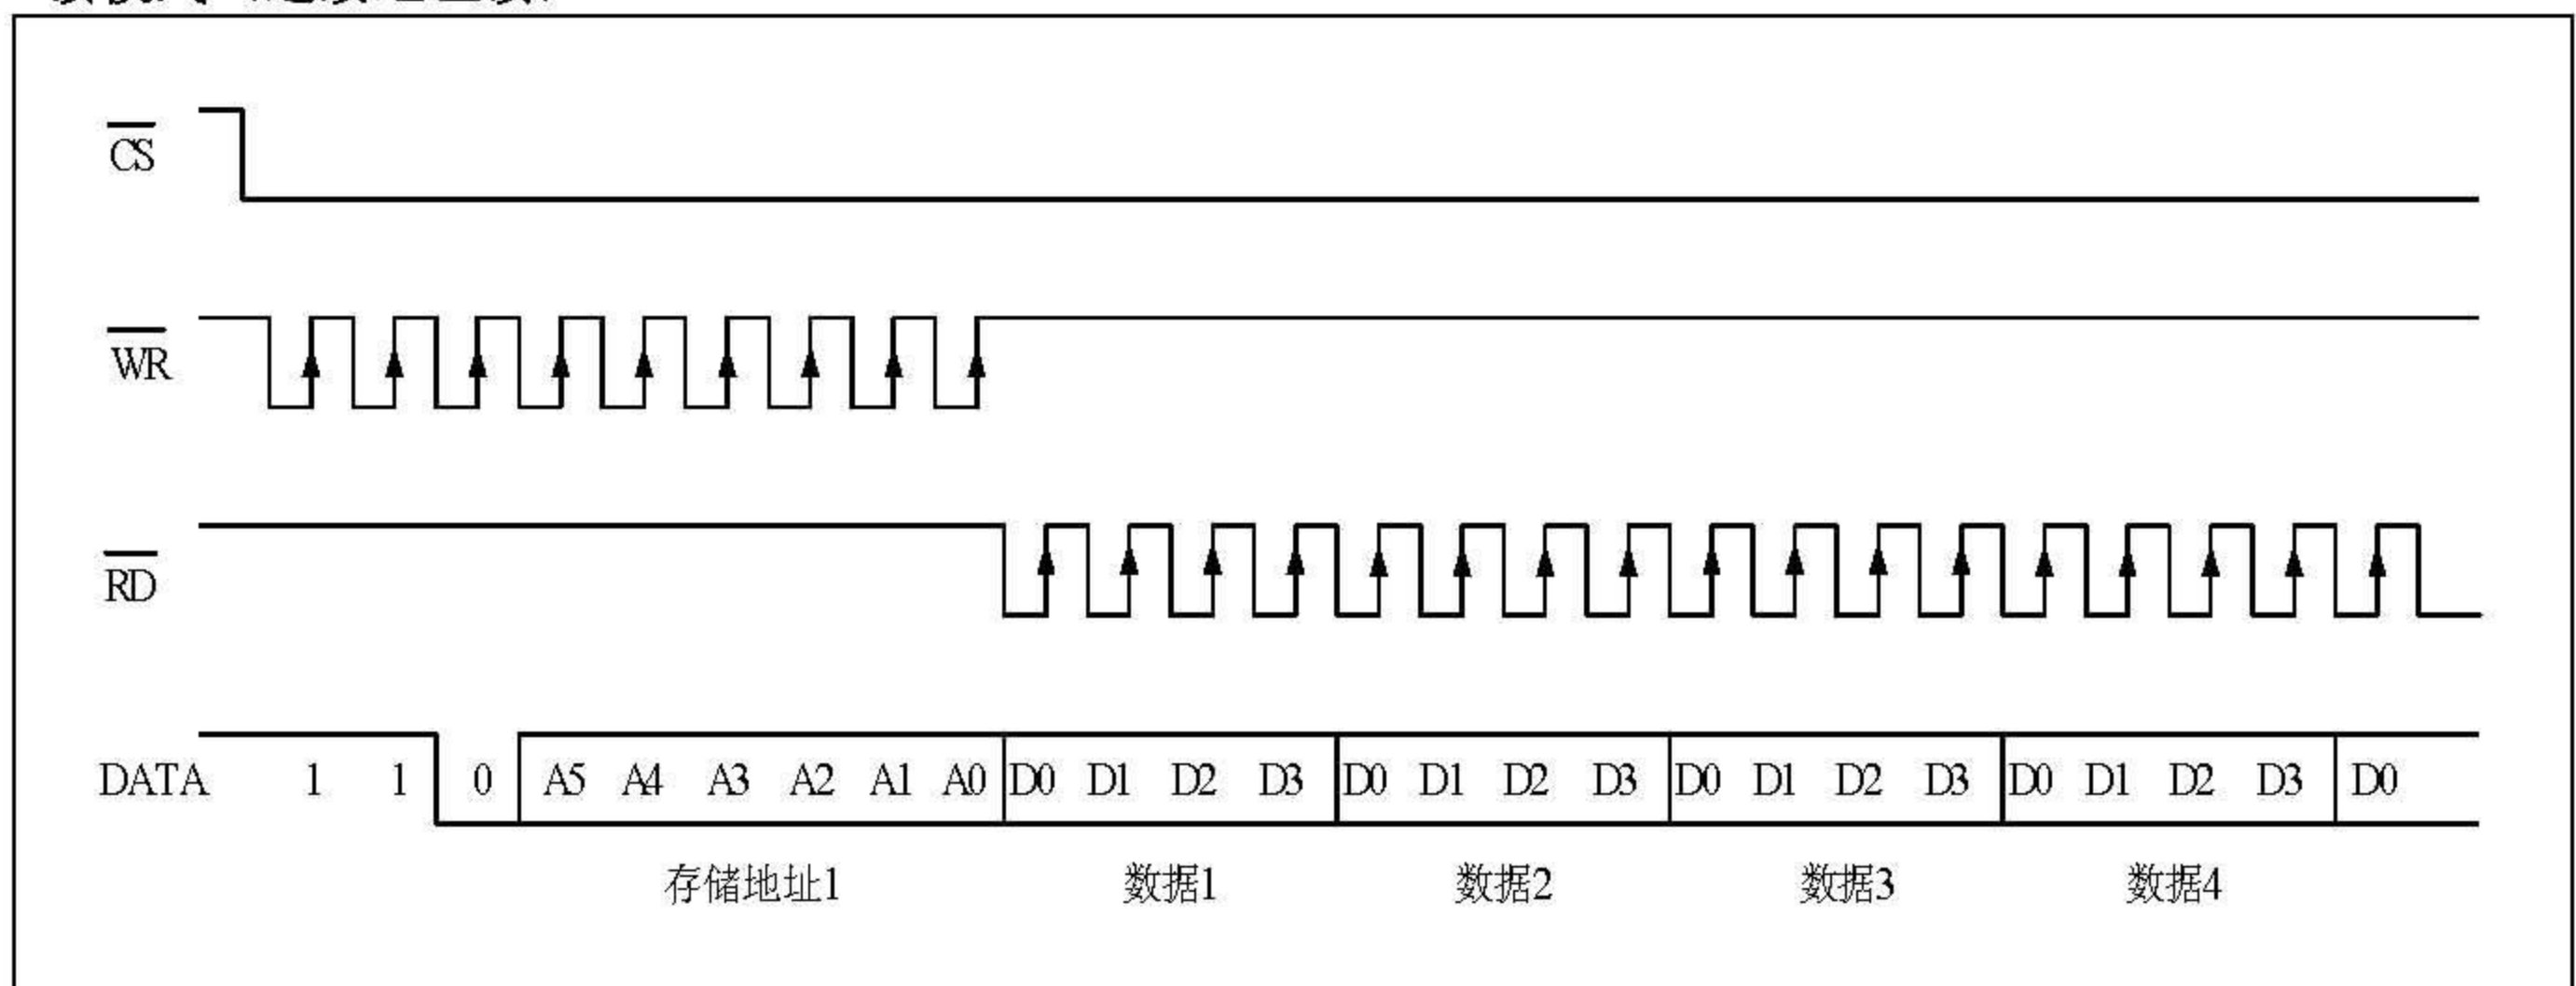 CS
WR
RD
DATA 1 1 0 A5 A4 A3 A2 A1 A0 D0 D1 D2 D3 D0 D1 D2 D3 D0 D1 D2 D3 D0 D1 D2 D3 D0
存储地址1 数据1 数据2 数据3 数据4